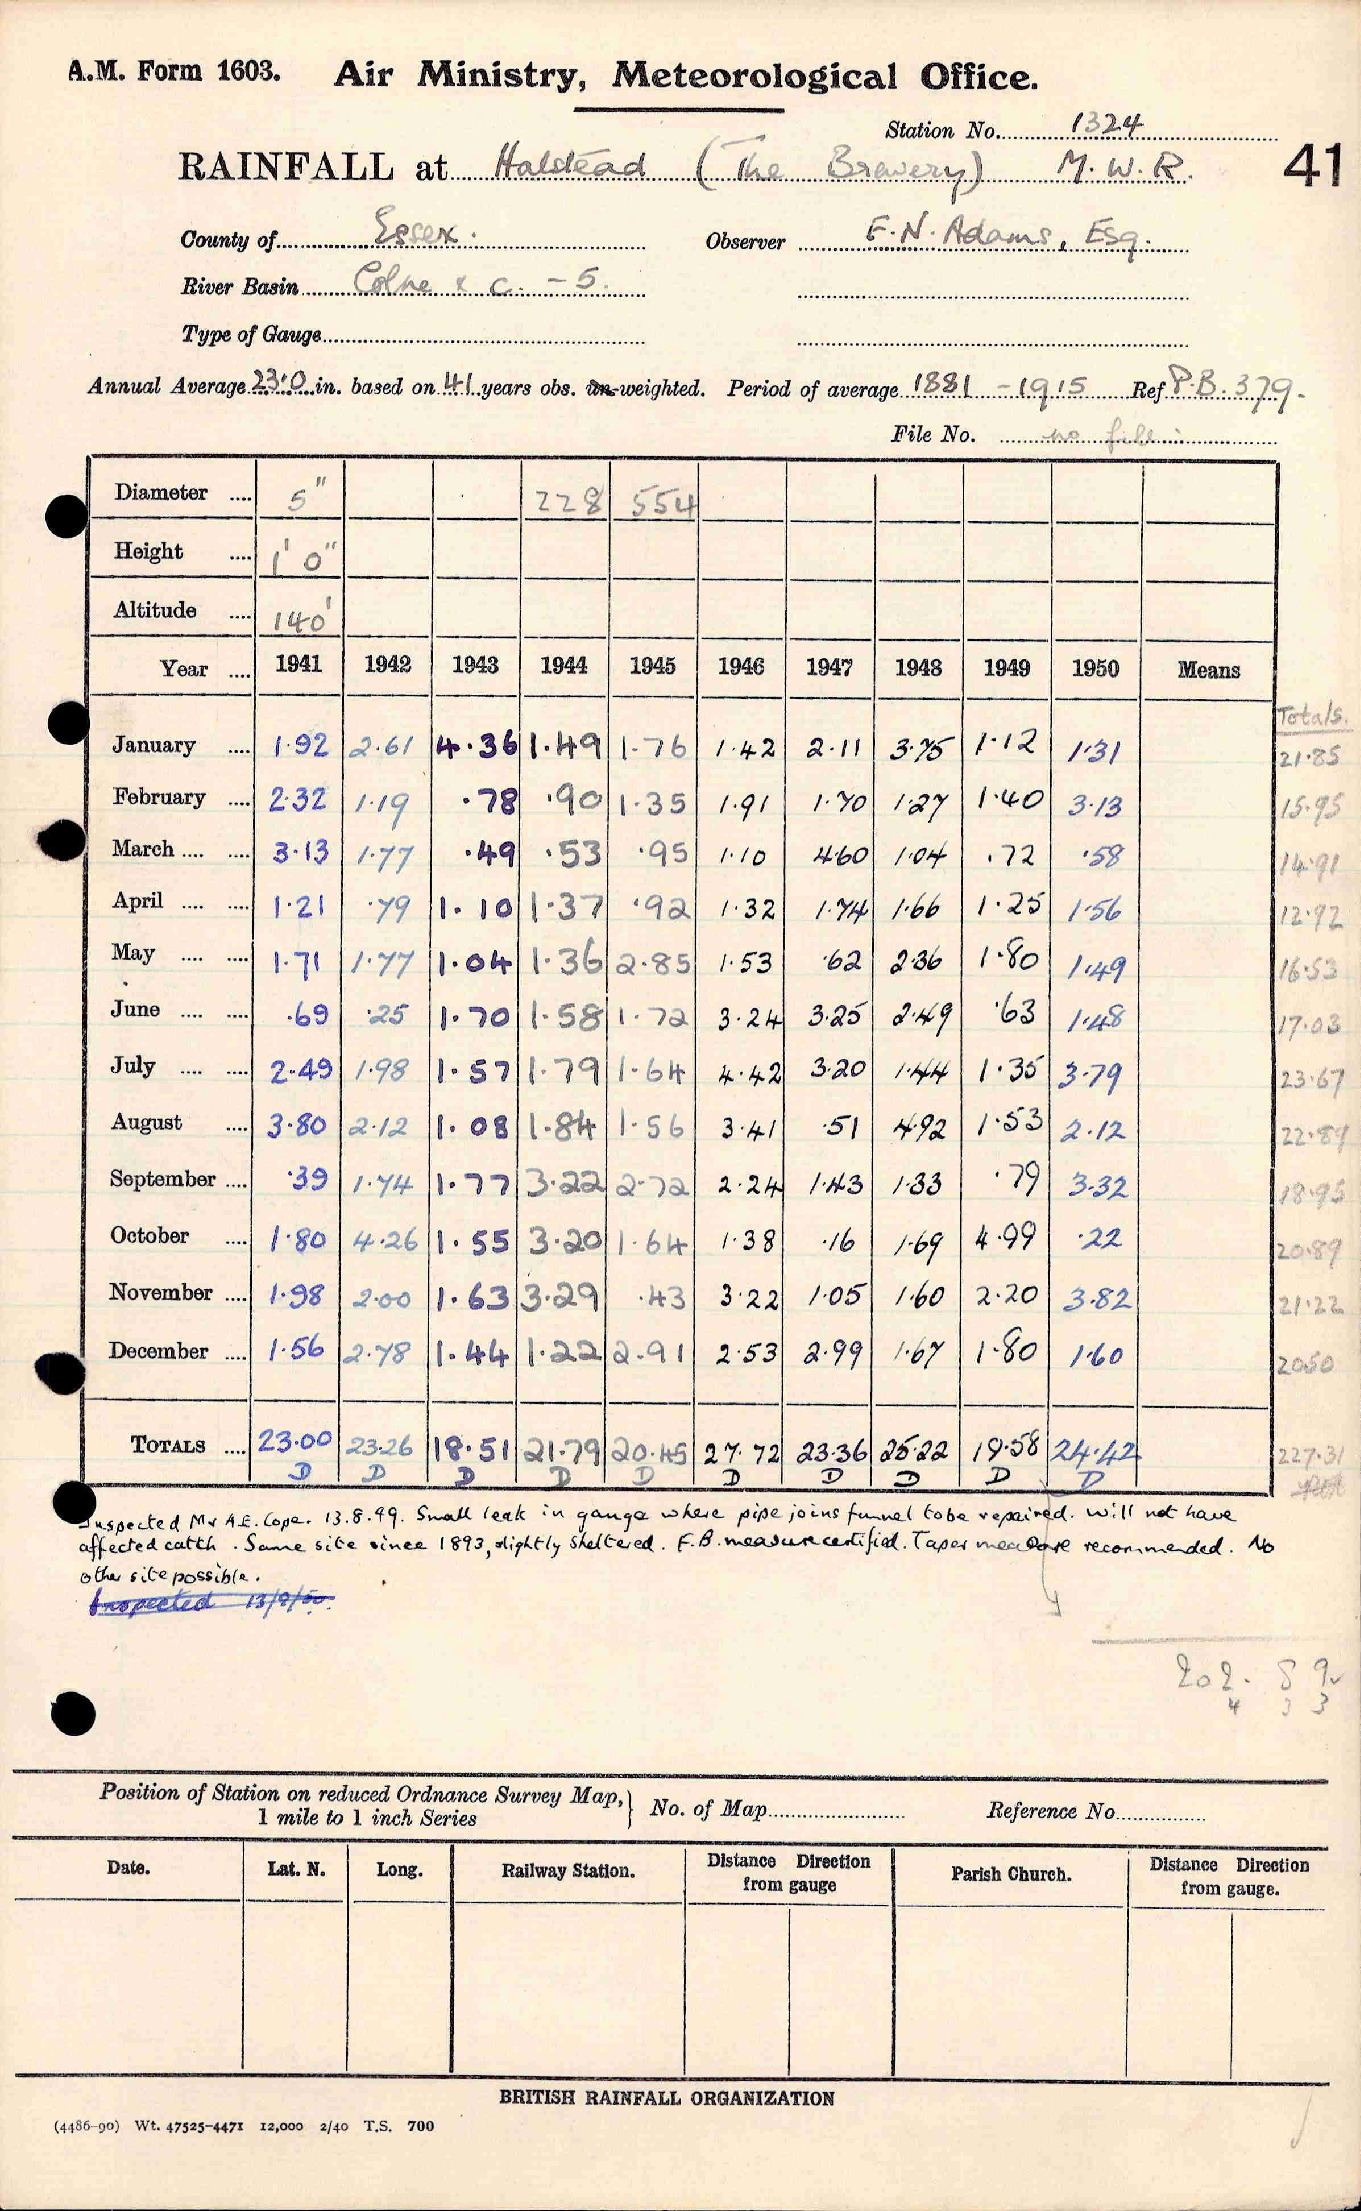 A.M. Form 1603. Air Ministry, Meteorological Office.
Station No. 1324
RAINFALL at Halstead (The Brewery) M.W.R. 41
County of Essex. Observer F.N. Adams, Esq.
River Basin Colne & c. - 5.
Type of Gauge
Annual Average 23.0 in. based on 41 years obs. un-weighted. Period of average 1881 - 1915 Ref P.B. 379.
File No. no file
Diameter .... 5" 228 554
Height .... 1' 0"
Altitude .... 140'
Year .... 1941 1942 1943 1944 1945 1946 1947 1948 1949 1950 Means
Totals.
January .... 1.92 2.61 4.36 1.49 1.76 1.42 2.11 3.75 1.12 1.31 21.85
February .... 2.32 1.19 .78 .90 1.35 1.91 1.70 1.27 1.40 3.13 15.95
March .... .... 3.13 1.77 .49 .53 .95 1.10 4.60 1.04 .72 .58 14.91
April .... .... 1.21 .79 1.10 1.37 .92 1.32 1.74 1.66 1.25 1.56 12.92
May .... .... 1.71 1.77 1.04 1.36 2.85 1.53 .62 2.36 1.80 1.49 16.53
June .... .... .69 .25 1.70 1.58 1.72 3.24 3.25 2.49 .63 1.48 17.03
July .... .... 2.49 1.98 1.57 1.79 1.64 4.42 3.20 1.44 1.35 3.79 23.67
August .... 3.80 2.12 1.08 1.84 1.56 3.41 .51 4.92 1.53 2.12 22.89
September .... .39 1.74 1.77 3.22 2.72 2.24 1.43 1.33 .79 3.32 18.95
October .... 1.80 4.26 1.55 3.20 1.64 1.38 .16 1.69 4.99 .22 20.89
November .... 1.98 2.00 1.63 3.29 .43 3.22 1.05 1.60 2.20 3.82 21.22
December .... 1.56 2.78 1.44 1.22 2.91 2.53 2.99 1.67 1.80 1.60 20.50
TOTALS .... 23.00 23.26 18.51 21.79 20.45 27.72 23.36 25.22 19.58 24.42 227.31
D D D D D D D D D D
Inspected Mr A.E. Cope. 13.8.49. Small leak in gauge where pipe joins funnel to be repaired. Will not have
affected catch. Same site since 1893, slightly sheltered. F.B. measure certified. Taper measure recommended. No
other site possible.
Inspected 13/8/50.
202.89
4 3 3
Position of Station on reduced Ordnance Survey Map, 1 mile to 1 inch Series No. of Map Reference No.
Date. Lat. N. Long. Railway Station. Distance Direction from gauge Parish Church. Distance Direction from gauge.
BRITISH RAINFALL ORGANIZATION
(4486-90) Wt. 47525-4471 12,000 2/40 T.S. 700